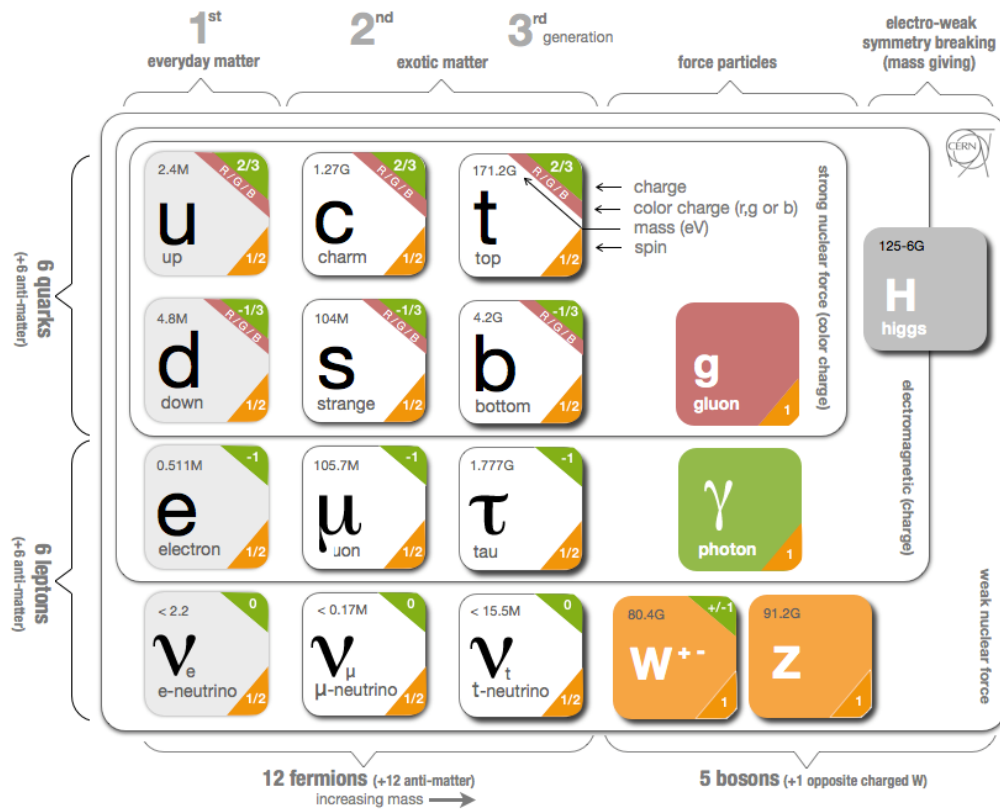 1st
2nd
3rd generation
everyday matter
exotic matter
force particles
electro-weak
symmetry breaking
(mass giving)
6 quarks
(+6 anti-matter)
2.4M
2/3
R/G/B
u
up
1/2
1.27G
2/3
R/G/B
c
charm
1/2
171.2G
2/3
R/G/B
t
top
1/2
charge
color charge (r,g or b)
mass (eV)
spin
strong nuclear force (color charge)
CERN
125-6G
H
higgs
4.8M
-1/3
R/G/B
d
down
1/2
104M
-1/3
R/G/B
s
strange
1/2
4.2G
-1/3
R/G/B
b
bottom
1/2
g
gluon
1
electromagnetic (charge)
6 leptons
(+6 anti-matter)
0.511M
-1
e
electron
1/2
105.7M
-1
μ
uon
1/2
1.777G
-1
τ
tau
1/2
γ
photon
1
weak nuclear force
< 2.2
0
νe
e-neutrino
1/2
< 0.17M
0
νμ
μ-neutrino
1/2
< 15.5M
0
νt
t-neutrino
1/2
80.4G
+/-1
W+-
1
91.2G
Z
1
12 fermions (+12 anti-matter)
increasing mass
5 bosons (+1 opposite charged W)